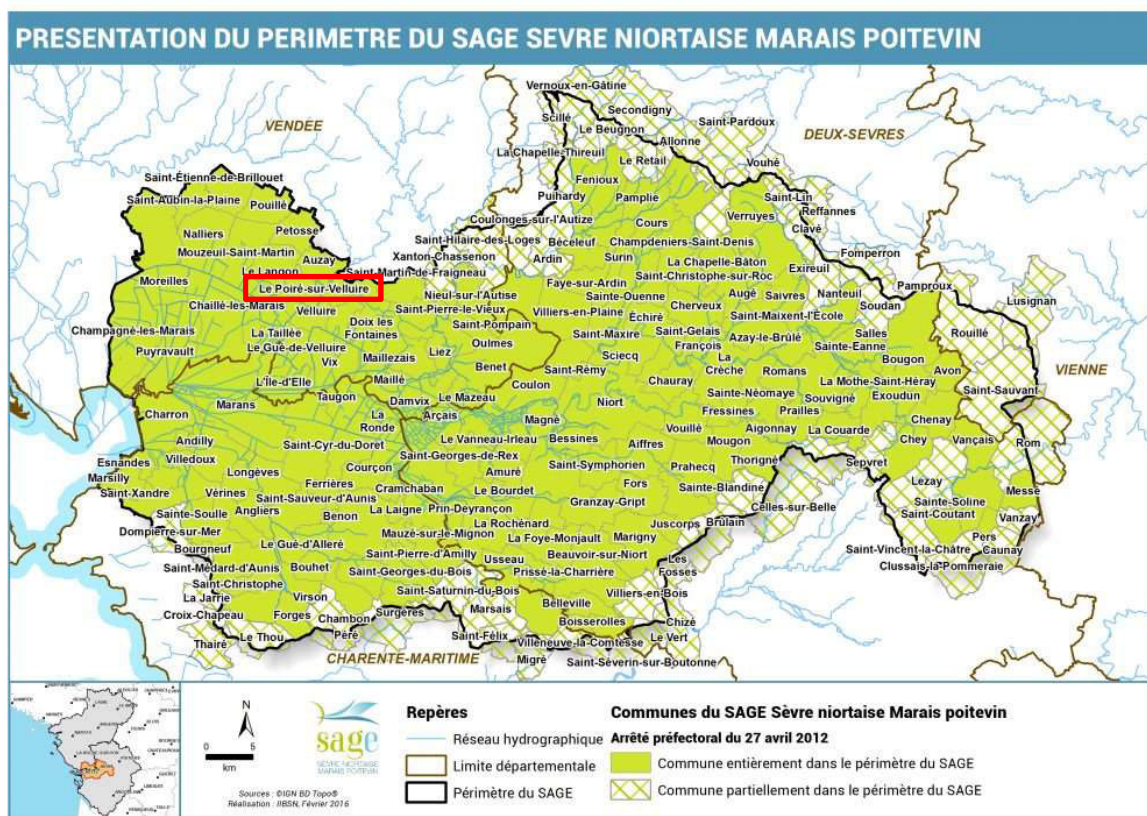 PRESENTATION DU PERIMETRE DU SAGE SEVRE NIORTAISE MARAIS POITEVIN
Vernoux-en-Gâtine
Secondigny
Scillé
Le Beugnon
Saint-Pardoux
VENDÉE
DEUX-SEVRES
Allonne
La Chapelle-Thireuil
Le Retail
Vouhé
Fenioux
Saint-Étienne-de-Brillouet
Puihardy
Pamplie
Saint-Lin
Saint-Aubin-la-Plaine
Pouillé
Reffannes
Coulonges-sur-l'Autize
Verruyes
Cours
Clavé
Nalliers
Petosse
Saint-Hilaire-des-Loges
Béceleuf
Champdeniers-Saint-Denis
Mouzeuil-Saint-Martin
Auzay
Xanton-Chassenon
Ardin
Surin
La Chapelle-Bâton
Fomperron
Le Langon
Saint-Martin-de-Fraigneau
Saint-Christophe-sur-Roc
Exireuil
Moreilles
Le Poiré-sur-Velluire
Faye-sur-Ardin
Augé
Saivres
Nanteuil
Pamproux
Nieul-sur-l'Autise
Sainte-Ouenne
Cherveux
Soudan
Lusignan
Chaillé-les-Marais
Velluire
Saint-Pierre-le-Vieux
Villiers-en-Plaine
Échiré
Saint-Maixent-l'École
Champagné-les-Marais
La Taillée
Doix les Fontaines
Saint-Pompain
Saint-Maxire
Saint-Gelais
Azay-le-Brûlé
Salles
Rouillé
Puyravault
Le Gué-de-Velluire
Liez
Oulmes
François
Sainte-Eanne
Vix
Maillezais
Sciecq
La Crèche
Bougon
Benet
Saint-Rémy
Romans
Avon
VIENNE
L'Île-d'Elle
Maillé
Coulon
Chauray
La Mothe-Saint-Héray
Saint-Sauvant
Taugon
Damvix
Le Mazeau
Niort
Sainte-Néomaye
Souvigné
Exoudun
Charron
Marans
La Ronde
Arçais
Magné
Fressines
Prailles
Chenay
Andilly
Saint-Cyr-du-Doret
Le Vanneau-Irleau
Bessines
Aiffres
Vouillé
Aigonnay
La Couarde
Chey
Vançais
Rom
Esnandes
Villedoux
Saint-Georges-de-Rex
Mougon
Marsilly
Longèves
Courçon
Amuré
Saint-Symphorien
Prahecq
Thorigné
Sepvret
Lezay
Saint-Xandre
Vérines
Ferrières
Cramchaban
Le Bourdet
Fors
Sainte-Blandine
Messé
Sainte-Soulle
Angliers
Saint-Sauveur-d'Aunis
La Laigne
Prin-Deyrançon
Granzay-Gript
Celles-sur-Belle
Sainte-Soline
Saint-Coutant
Dompierre-sur-Mer
Benon
Mauzé-sur-le-Mignon
La Rochénard
Juscorps
Brûlain
Vanzay
Bourgneuf
Le Gué-d'Alleré
La Foye-Monjault
Marigny
Pers
Saint-Médard-d'Aunis
Saint-Pierre-d'Amilly
Usseau
Beauvoir-sur-Niort
Saint-Vincent-la-Châtre
Caunay
Bouhet
Saint-Georges-du-Bois
Prissé-la-Charrière
Les Fosses
Clussais-la-Pommeraie
Saint-Christophe
Saint-Saturnin-du-Bois
Villiers-en-Bois
La Jarrie
Virson
Belleville
Croix-Chapeau
Forges
Chambon
Surgères
Marsais
Boisserolles
Chizé
Thairé
Le Thou
Péré
Saint-Félix
Villeneuve-la-Comtesse
Le Vert
CHARENTE-MARITIME
Migré
Saint-Séverin-sur-Boutonne
N
0 5
km
sage
SÈVRE NIORTAISE
MARAIS POITEVIN
Sources : ©IGN BD Topo®
Réalisation : IIBSN, Février 2016
Repères
Réseau hydrographique
Limite départementale
Périmètre du SAGE
Communes du SAGE Sèvre niortaise Marais poitevin
Arrêté préfectoral du 27 avril 2012
Commune entièrement dans le périmètre du SAGE
Commune partiellement dans le périmètre du SAGE